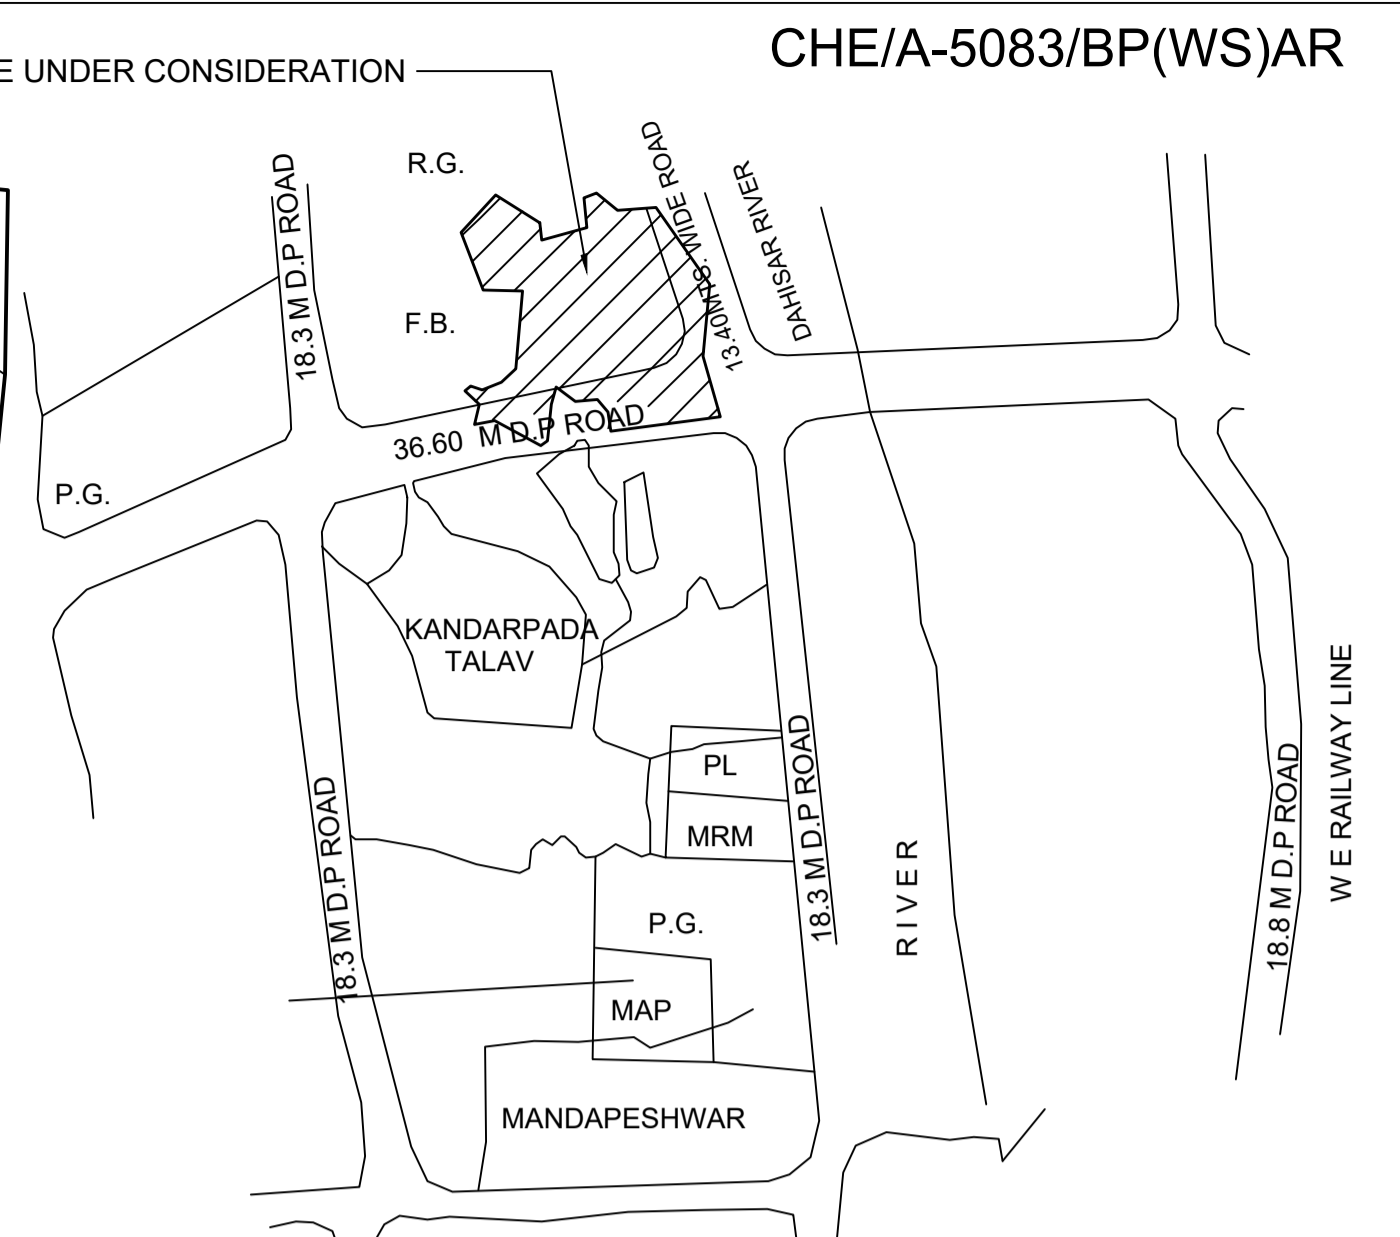 CHE/A-5083/BP(WS)AR
E UNDER CONSIDERATION
R.G.
18.3 M D.P ROAD
13.40MTS. WIDE ROAD
DAHISAR RIVER
F.B.
36.60 M D.P ROAD
P.G.
KANDARPADA
TALAV
PL
MRM
18.3 M D.P ROAD
18.3 M D.P ROAD
RIVER
18.8 M D.P ROAD
W E RAILWAY LINE
P.G.
MAP
MANDAPESHWAR